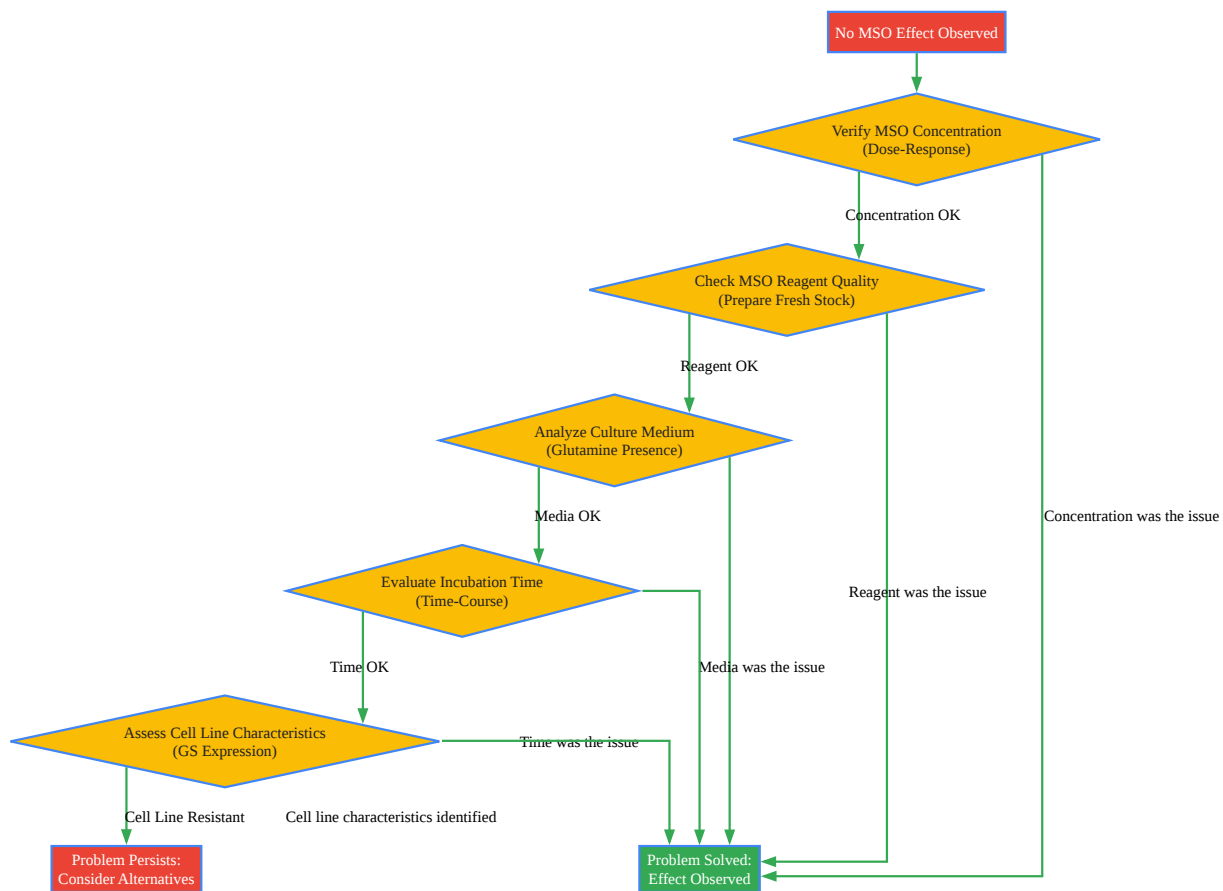 No MSO Effect Observed
Verify MSO Concentration
(Dose-Response)
Concentration OK
Check MSO Reagent Quality
(Prepare Fresh Stock)
Reagent OK
Analyze Culture Medium
(Glutamine Presence)
Media OK
Concentration was the issue
Evaluate Incubation Time
(Time-Course)
Reagent was the issue
Time OK
Media was the issue
Assess Cell Line Characteristics
(GS Expression)
Time was the issue
Cell Line Resistant
Cell line characteristics identified
Problem Persists:
Consider Alternatives
Problem Solved:
Effect Observed